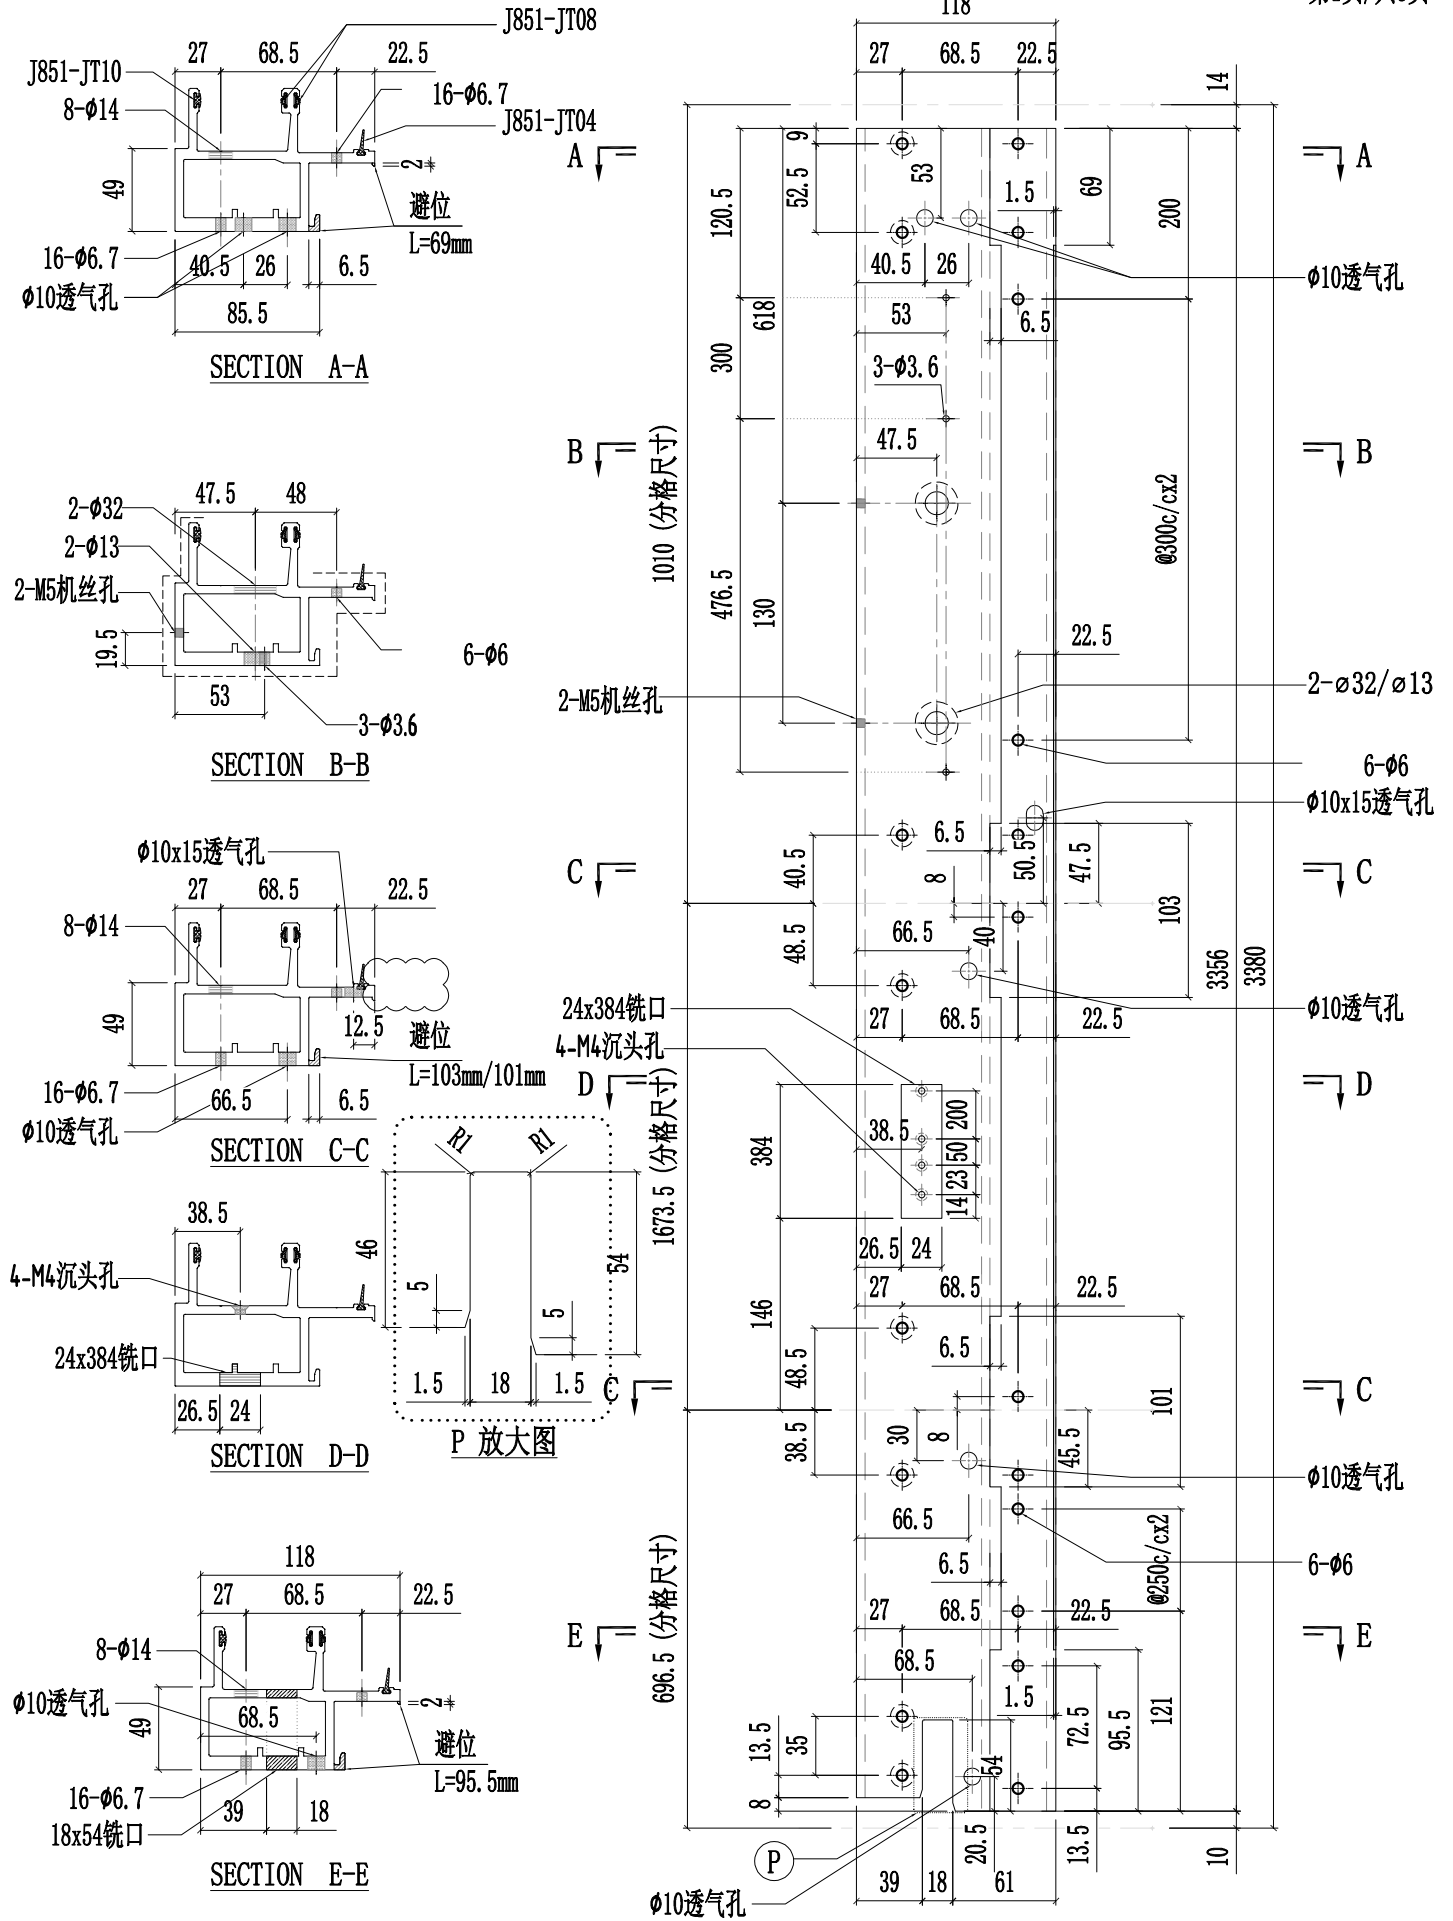 J851-JT08
J851-JT10
27
68.5
22.5
8-ϕ14
16-ϕ6.7
J851-JT04
2
49
避位
L=69mm
16-ϕ6.7
ϕ10透气孔
40.5
26
6.5
85.5
SECTION A-A
47.5
48
2-ϕ32
2-ϕ13
2-M5机丝孔
19.5
53
6-ϕ6
3-ϕ3.6
SECTION B-B
ϕ10x15透气孔
27
68.5
22.5
8-ϕ14
49
12.5
避位
L=103mm/101mm
16-ϕ6.7
ϕ10透气孔
66.5
6.5
SECTION C-C
38.5
4-M4沉头孔
24x384铣口
26.5
24
SECTION D-D
R1
R1
46
54
5
5
1.5
18
1.5
P 放大图
118
27
68.5
22.5
8-ϕ14
ϕ10透气孔
68.5
49
2
避位
L=95.5mm
16-ϕ6.7
18x54铣口
39
18
SECTION E-E
118
27
68.5
22.5
14
A
A
9
52.5
120.5
53
1.5
69
200
40.5
26
ϕ10透气孔
618
53
6.5
300
3-ϕ3.6
B
B
47.5
1010 (分格尺寸)
@300c/cx2
476.5
130
22.5
2-M5机丝孔
2-⌀32/⌀13
6-ϕ6
ϕ10x15透气孔
6.5
50.5
47.5
40.5
C
C
8
103
48.5
66.5
40
3356
3380
24x384铣口
27
68.5
22.5
ϕ10透气孔
4-M4沉头孔
D
D
1673.5 (分格尺寸)
384
38.5
200
50
23
14
26.5
24
27
68.5
22.5
146
48.5
6.5
101
C
C
38.5
30
8
45.5
ϕ10透气孔
66.5
696.5 (分格尺寸)
6.5
@250c/cx2
6-ϕ6
27
68.5
22.5
E
E
68.5
1.5
13.5
35
72.5
95.5
121
54
8
P
20.5
13.5
10
39
18
61
ϕ10透气孔